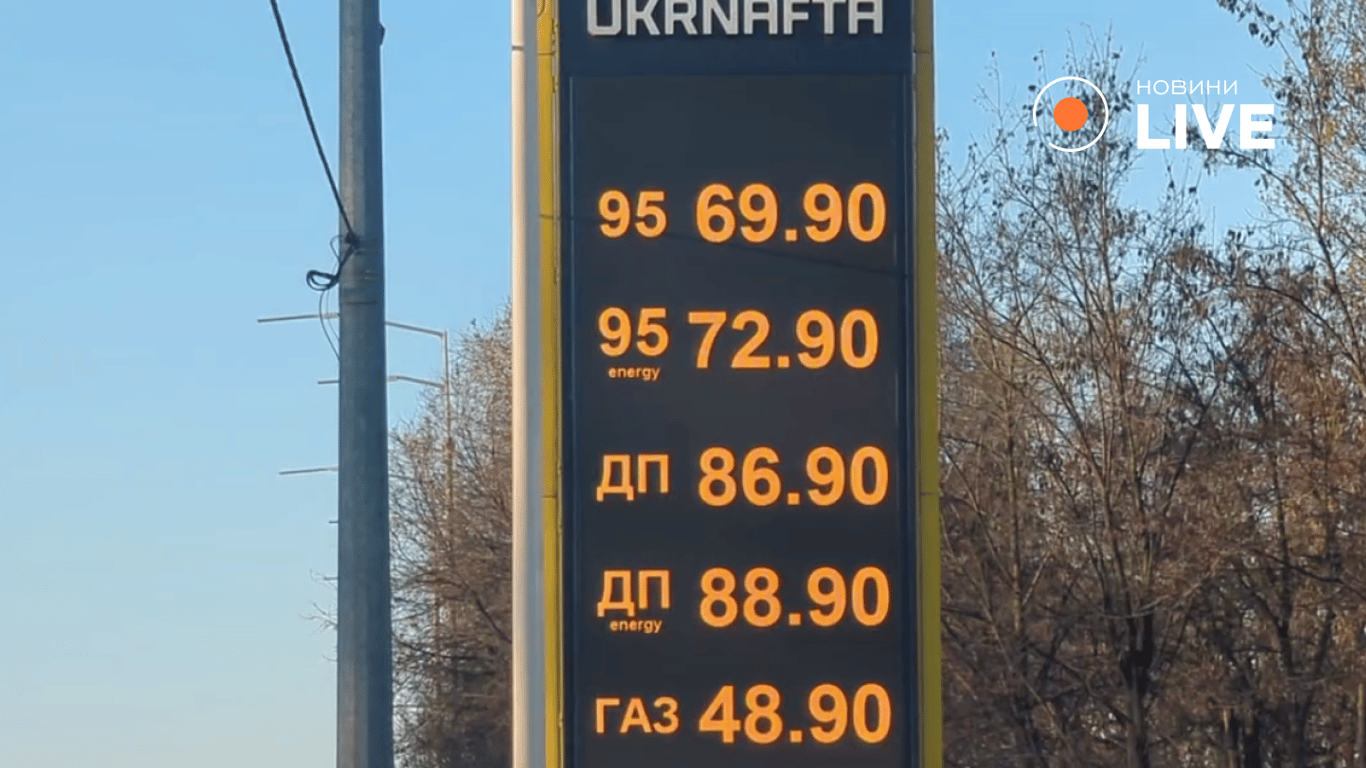 UKRNAFTA
НОВИНИ
LIVE
95 69.90
95 72.90
energy
ДП 86.90
ДП 88.90
energy
ГАЗ 48.90